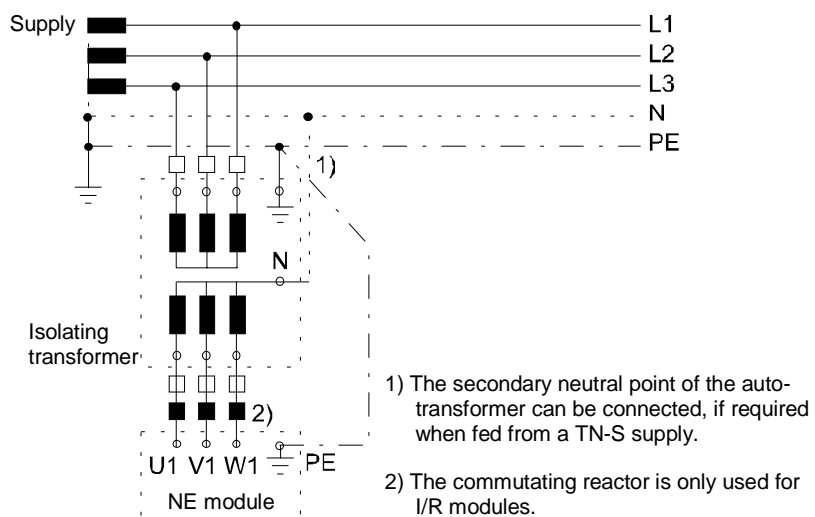 Supply
L1
L2
L3
N
PE
1)
N
Isolating
transformer
2)
U1 V1 W1
PE
NE module
1) The secondary neutral point of the auto-
transformer can be connected, if required
when fed from a TN-S supply.
2) The commutating reactor is only used for
I/R modules.